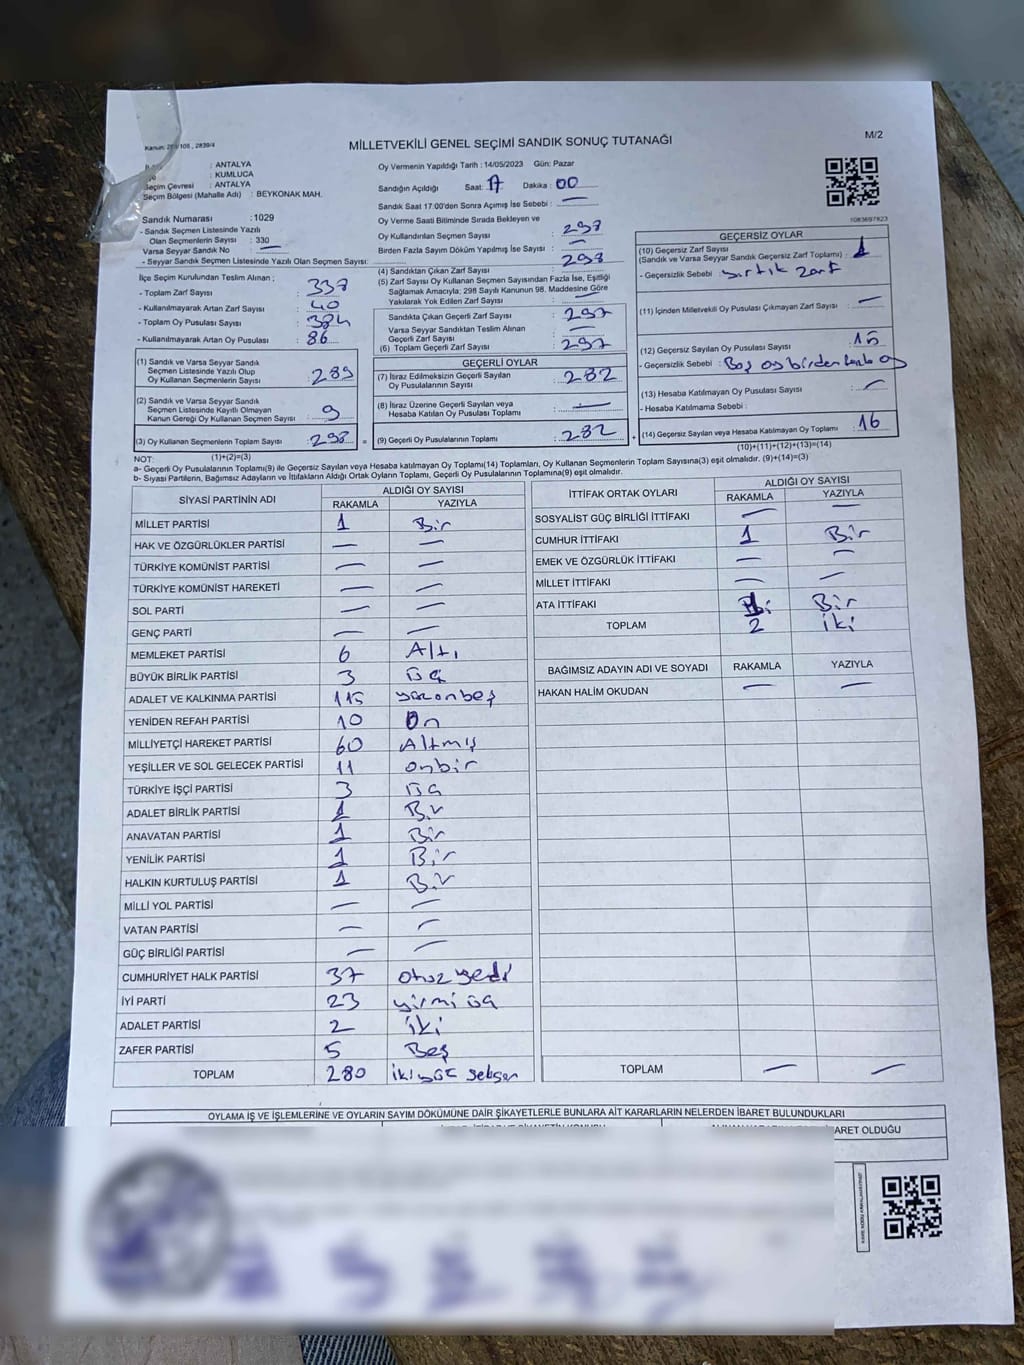 Kanun: 298/105, 2839/4
MİLLETVEKİLİ GENEL SEÇİMİ SANDIK SONUÇ TUTANAĞI
M/2
: ANTALYA
: KUMLUCA
Seçim Çevresi : ANTALYA
Seçim Bölgesi (Mahalle Adı) : BEYKONAK MAH.
Sandık Numarası :1029
- Sandık Seçmen Listesinde Yazılı
Olan Seçmenlerin Sayısı : 330
Varsa Seyyar Sandık No —
- Seyyar Sandık Seçmen Listesinde Yazılı Olan Seçmen Sayısı:
İlçe Seçim Kurulundan Teslim Alınan ;
- Toplam Zarf Sayısı : 338
- Kullanılmayarak Artan Zarf Sayısı : 40
- Toplam Oy Pusulası Sayısı : 384
- Kullanılmayarak Artan Oy Pusulası : 86
Oy Vermenin Yapıldığı Tarih : 14/05/2023 Gün: Pazar
Sandığın Açıldığı Saat: 17 Dakika : 00
Sandık Saat 17:00'den Sonra Açımış İse Sebebi : —
Oy Verme Saati Bitiminde Sırada Bekleyen ve
Oy Kullandırılan Seçmen Sayısı : 298
Birden Fazla Sayım Döküm Yapılmış İse Sayısı : —
(4) Sandıktan Çıkan Zarf Sayısı : 298
(5) Zarf Sayısı Oy Kullanan Seçmen Sayısından Fazla İse, Eşitliği
Sağlamak Amacıyla; 298 Sayılı Kanunun 98. Maddesine Göre
Yakılarak Yok Edilen Zarf Sayısı : —
Sandıkta Çıkan Geçerli Zarf Sayısı : 297
Varsa Seyyar Sandıktan Teslim Alınan
Geçerli Zarf Sayısı : —
(6) Toplam Geçerli Zarf Sayısı : 297
1083697823
GEÇERSİZ OYLAR
(10) Geçersiz Zarf Sayısı
(Sandık ve Varsa Seyyar Sandık Geçersiz Zarf Toplamı) : 1
- Geçersizlik Sebebi : yırtık zarf
(11) İçinden Milletvekili Oy Pusulası Çıkmayan Zarf Sayısı : —
(12) Geçersiz Sayılan Oy Pusulası Sayısı : 15
- Geçersizlik Sebebi : Boş oy birden fazla oy
(13) Hesaba Katılmayan Oy Pusulası Sayısı : —
- Hesaba Katılmama Sebebi :
(14) Geçersiz Sayılan veya Hesaba Katılmayan Oy Toplamı : 16
(10)+(11)+(12)+(13)=(14)
(1) Sandık ve Varsa Seyyar Sandık
Seçmen Listesinde Yazılı Olup
Oy Kullanan Seçmenlerin Sayısı : 289
(2) Sandık ve Varsa Seyyar Sandık
Seçmen Listesinde Kayıtlı Olmayan
Kanun Gereği Oy Kullanan Seçmen Sayısı : 9
(3) Oy Kullanan Seçmenlerin Toplam Sayısı : 298 =
(1)+(2)=(3)
GEÇERLİ OYLAR
(7) İtiraz Edilmeksizin Geçerli Sayılan
Oy Pusulalarının Sayısı : 282
(8) İtiraz Üzerine Geçerli Sayılan veya
Hesaba Katılan Oy Pusulası Toplamı : —
(9) Geçerli Oy Pusulalarının Toplamı : 282 +
NOT:
a- Geçerli Oy Pusulalarının Toplamı(9) ile Geçersiz Sayılan veya Hesaba katılmayan Oy Toplamı(14) Toplamları, Oy Kullanan Seçmenlerin Toplam Sayısına(3) eşit olmalıdır. (9)+(14)=(3)
b- Siyasi Partilerin, Bağımsız Adayların ve İttifakların Aldığı Ortak Oyların Toplamı, Geçerli Oy Pusulalarının Toplamına(9) eşit olmalıdır.
SİYASİ PARTİNİN ADI ALDIĞI OY SAYISI
RAKAMLA YAZIYLA
MİLLET PARTİSİ 1 Bir
HAK VE ÖZGÜRLÜKLER PARTİSİ — —
TÜRKİYE KOMÜNİST PARTİSİ — —
TÜRKİYE KOMÜNİST HAREKETİ — —
SOL PARTİ — —
GENÇ PARTİ — —
MEMLEKET PARTİSİ 6 Altı
BÜYÜK BİRLİK PARTİSİ 3 üç
ADALET VE KALKINMA PARTİSİ 115 yüzonbeş
YENİDEN REFAH PARTİSİ 10 On
MİLLİYETÇİ HAREKET PARTİSİ 60 Altmış
YEŞİLLER VE SOL GELECEK PARTİSİ 11 onbir
TÜRKİYE İŞÇİ PARTİSİ 3 üç
ADALET BİRLİK PARTİSİ 1 Bir
ANAVATAN PARTİSİ 1 Bir
YENİLİK PARTİSİ 1 Bir
HALKIN KURTULUŞ PARTİSİ 1 Bir
MİLLİ YOL PARTİSİ — —
VATAN PARTİSİ — —
GÜÇ BİRLİĞİ PARTİSİ — —
CUMHURİYET HALK PARTİSİ 37 otuz yedi
İYİ PARTİ 23 yirmi üç
ADALET PARTİSİ 2 iki
ZAFER PARTİSİ 5 Beş
TOPLAM 280 ikiyüz seksen
İTTİFAK ORTAK OYLARI ALDIĞI OY SAYISI
RAKAMLA YAZIYLA
SOSYALİST GÜÇ BİRLİĞİ İTTİFAKI — —
CUMHUR İTTİFAKI 1 Bir
EMEK VE ÖZGÜRLÜK İTTİFAKI — —
MİLLET İTTİFAKI — —
ATA İTTİFAKI 1 Bir
TOPLAM 2 iki
BAĞIMSIZ ADAYIN ADI VE SOYADI RAKAMLA YAZIYLA
HAKAN HALİM OKUDAN — —
TOPLAM — —
OYLAMA İŞ VE İŞLEMLERİNE VE OYLARIN SAYIM DÖKÜMÜNE DAİR ŞİKAYETLERLE BUNLARA AİT KARARLARIN NELERDEN İBARET BULUNDUKLARI
BARET OLDUĞU